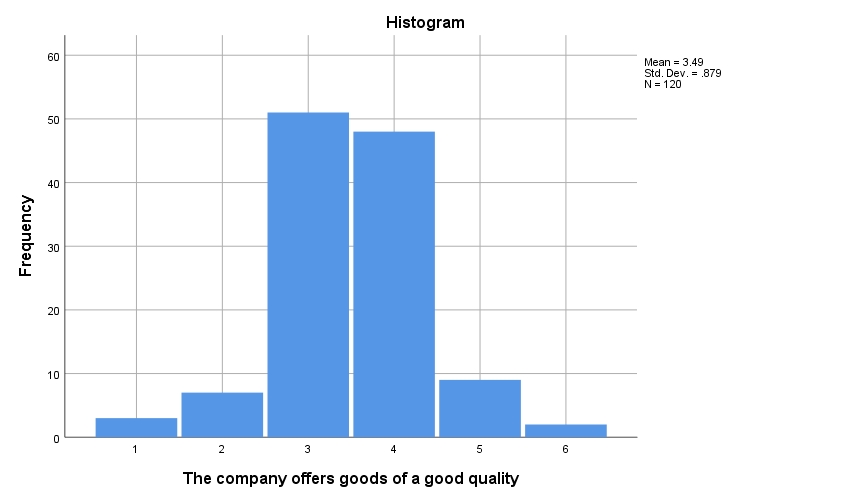 Histogram
Mean = 3.49
Std. Dev. = .879
N = 120
60
50
40
30
20
10
0
Frequency
1 2 3 4 5 6
The company offers goods of a good quality